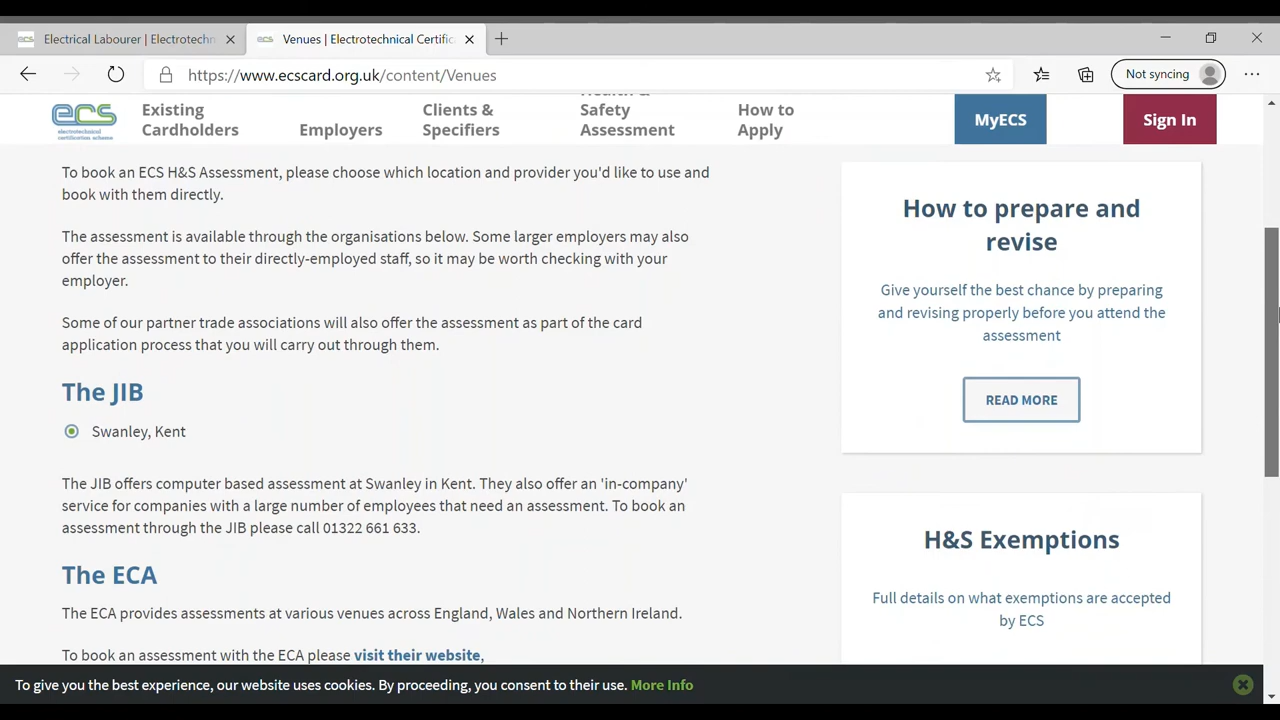 Electrical Labourer | Electrotechn
Venues | Electrotechnical Certific
https://www.ecscard.org.uk/content/Venues
Not syncing
ecs
electrotechnical
certification scheme
Existing
Cardholders
Employers
Clients &
Specifiers
Health &
Safety
Assessment
How to
Apply
MyECS
Sign In
To book an ECS H&S Assessment, please choose which location and provider you'd like to use and
book with them directly.
The assessment is available through the organisations below. Some larger employers may also
offer the assessment to their directly-employed staff, so it may be worth checking with your
employer.
Some of our partner trade associations will also offer the assessment as part of the card
application process that you will carry out through them.
The JIB
Swanley, Kent
The JIB offers computer based assessment at Swanley in Kent. They also offer an 'in-company'
service for companies with a large number of employees that need an assessment. To book an
assessment through the JIB please call 01322 661 633.
The ECA
The ECA provides assessments at various venues across England, Wales and Northern Ireland.
To book an assessment with the ECA please visit their website,
How to prepare and
revise
Give yourself the best chance by preparing
and revising properly before you attend the
assessment
READ MORE
H&S Exemptions
Full details on what exemptions are accepted
by ECS
To give you the best experience, our website uses cookies. By proceeding, you consent to their use. More Info